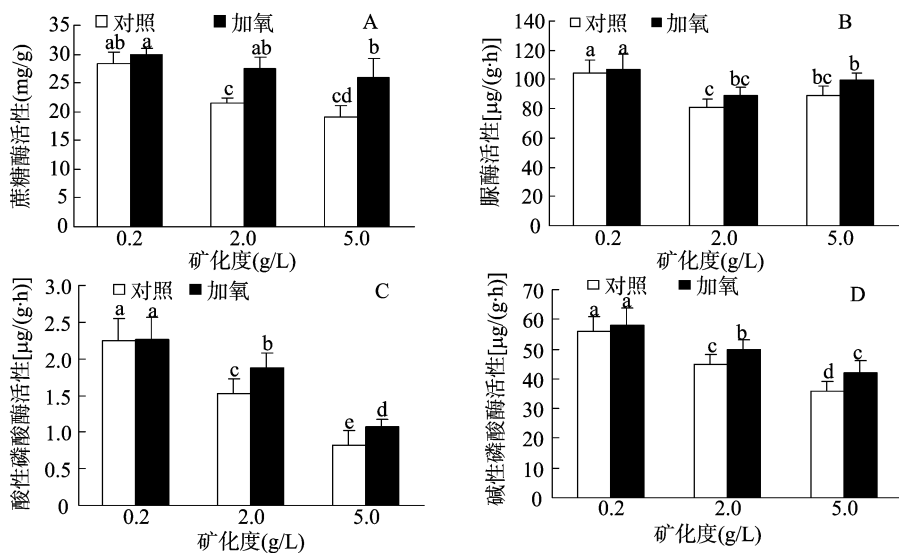 对照 加氧 A
蔗糖酶活性(mg/g)
35
30
25
20
15
10
5
0
ab a c ab cd b
0.2 2.0 5.0
矿化度(g/L)
对照 加氧 B
脲酶活性[μg/(g·h)]
140
120
100
80
60
40
20
0
a a c bc bc b
0.2 2.0 5.0
矿化度(g/L)
对照 加氧 C
酸性磷酸酶活性[μg/(g·h)]
3.0
2.5
2.0
1.5
1.0
0.5
0
a a c b e d
0.2 2.0 5.0
矿化度(g/L)
对照 加氧 D
碱性磷酸酶活性[μg/(g·h)]
70
60
50
40
30
20
10
0
a a c b d c
0.2 2.0 5.0
矿化度(g/L)